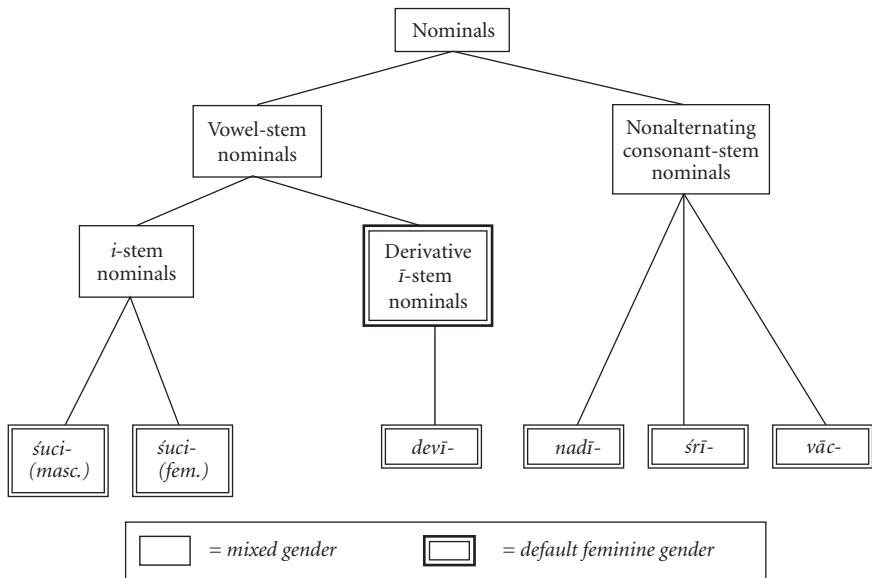 Nominals
Vowel-stem
nominals
Nonalternating
consonant-stem
nominals
i-stem
nominals
Derivative
ī-stem
nominals
śuci-
(masc.)
śuci-
(fem.)
devī-
nadī-
śrī-
vāc-
= mixed gender
= default feminine gender